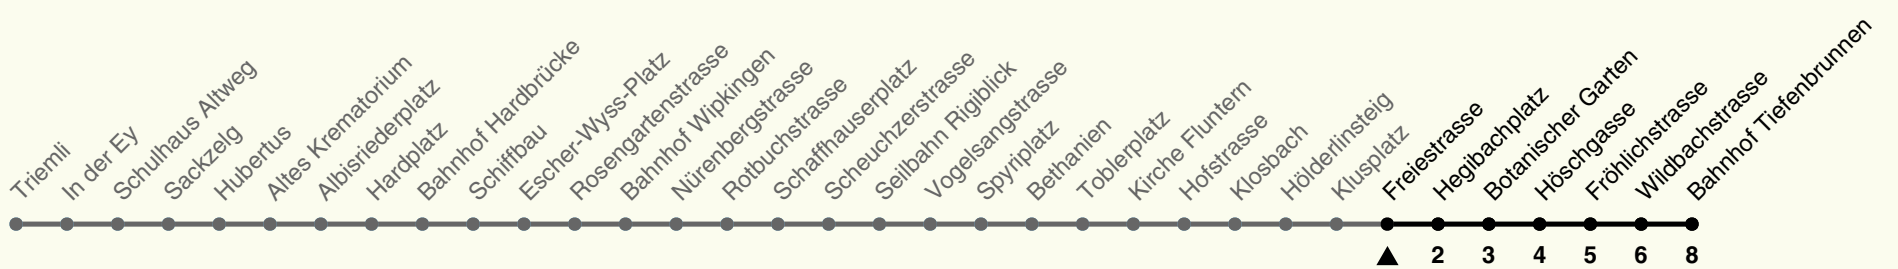 Triemli
In der Ey
Schulhaus Altweg
Sackzelg
Hubertus
Altes Krematorium
Albisriederplatz
Hardplatz
Bahnhof Hardbrücke
Schiffbau
Escher-Wyss-Platz
Rosengartenstrasse
Bahnhof Wipkingen
Nürenbergstrasse
Rotbuchstrasse
Schaffhauserplatz
Scheuchzerstrasse
Seilbahn Rigiblick
Vogelsangstrasse
Spyriplatz
Bethanien
Toblerplatz
Kirche Fluntern
Hofstrasse
Klosbach
Hölderlinsteig
Klusplatz
Freiestrasse
Hegibachplatz
Botanischer Garten
Höschgasse
Fröhlichstrasse
Wildbachstrasse
Bahnhof Tiefenbrunnen
2 3 4 5 6 8